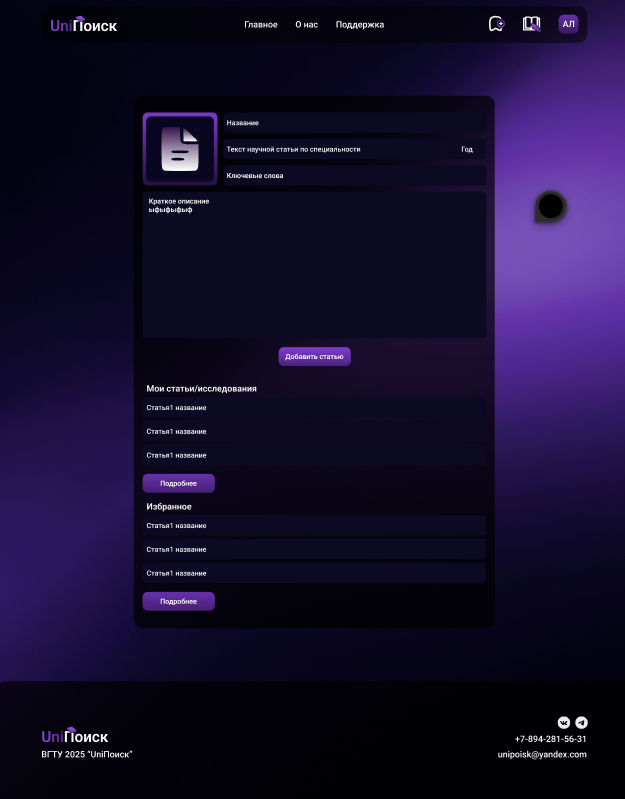 UniПоиск
Главное
О нас
Поддержка
АЛ
Название
Текст научной статьи по специальности
Год
Ключевые слова
Краткое описание
ыфыфыфыф
Добавить статью
Мои статьи/исследования
Статья1 название
Статья1 название
Статья1 название
Подробнее
Избранное
Статья1 название
Статья1 название
Статья1 название
Подробнее
UniПоиск
ВГТУ 2025 “UniПоиск”
+7-894-281-56-31
unipoisk@yandex.com